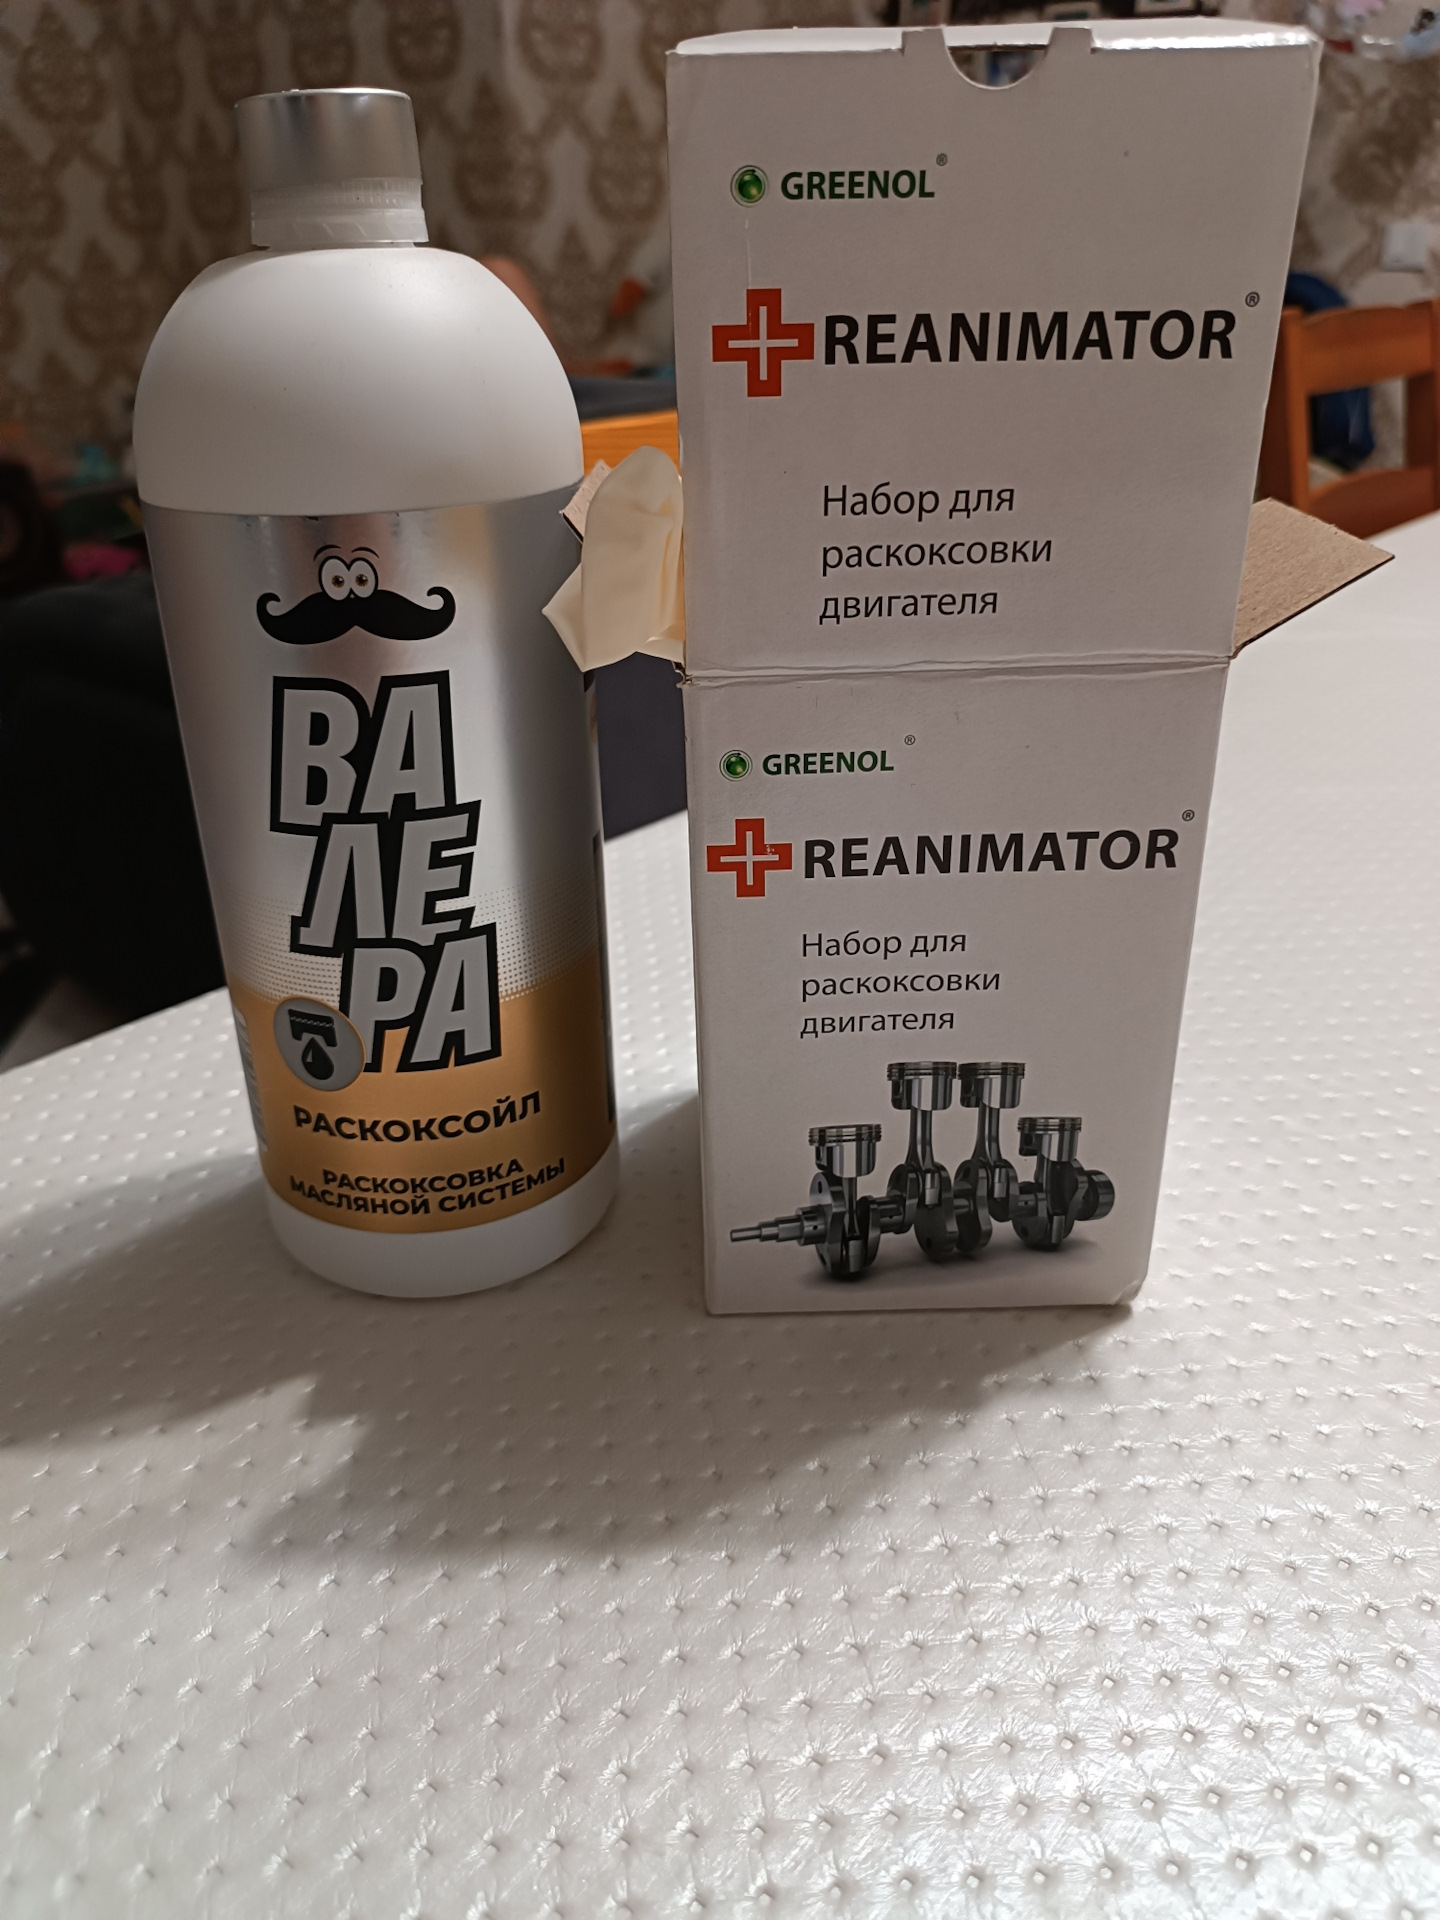 ВА
ЛЕ
РА
РАСКОКСОЙЛ
РАСКОКСОВКА
МАСЛЯНОЙ СИСТЕМЫ
GREENOL®
REANIMATOR®
Набор для
раскоксовки
двигателя
GREENOL®
REANIMATOR®
Набор для
раскоксовки
двигателя